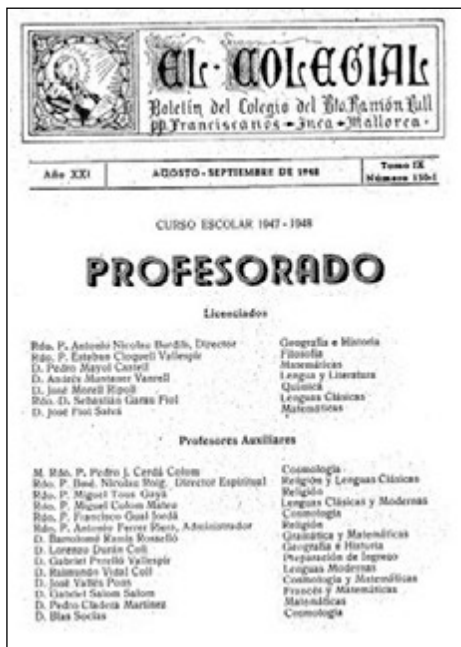 EL COLEGIAL
Boletín del Colegio del Bto. Ramón Lull
PP. Franciscanos - Inca - Mallorca
Año XXI
AGOSTO - SEPTIEMBRE DE 1948
Tomo IX
Número
CURSO ESCOLAR 1947 - 1948
PROFESORADO
Licenciados
Rdo. P. Antonio Nicolau Bordils, Director Geografía e Historia
Rdo. P. Esteban Cloquell Vallespir Filosofía
D. Pedro Mayol Castell Matemáticas
D. Andrés Muntaner Vanrell Lengua y Literatura
D. José Morell Ripoll Química
Rdo. D. Sebastián Garau Fiol Lenguas Clásicas
D. José Fiol Salvá Matemáticas
Profesores Auxiliares
M. Rdo. P. Pedro J. Cerdá Colom Cosmología
Rdo. P. Bmé. Nicolau Roig, Director Espiritual Religión y Lenguas Clásicas
Rdo. P. Miguel Tous Gayá Religión
Rdo. P. Miguel Colom Mateu Lenguas Clásicas y Modernas
Rdo. P. Francisco Gual Jordá Cosmología
Rdo. P. Antonio Ferrer Riera, Administrador Religión
D. Bartolomé Ramis Rosselló Gramática y Matemáticas
D. Lorenzo Durán Coli Geografía e Historia
D. Gabriel Perelló Vallespir Preparación de Ingreso
D. Raimundo Vidal Coll Lenguas Modernas
D. José Vallés Pons Cosmología y Matemáticas
D. Gabriel Salom Salom Francés y Matemáticas
D. Pedro Cladera Martínez Matemáticas
D. Blas Socías Cosmología